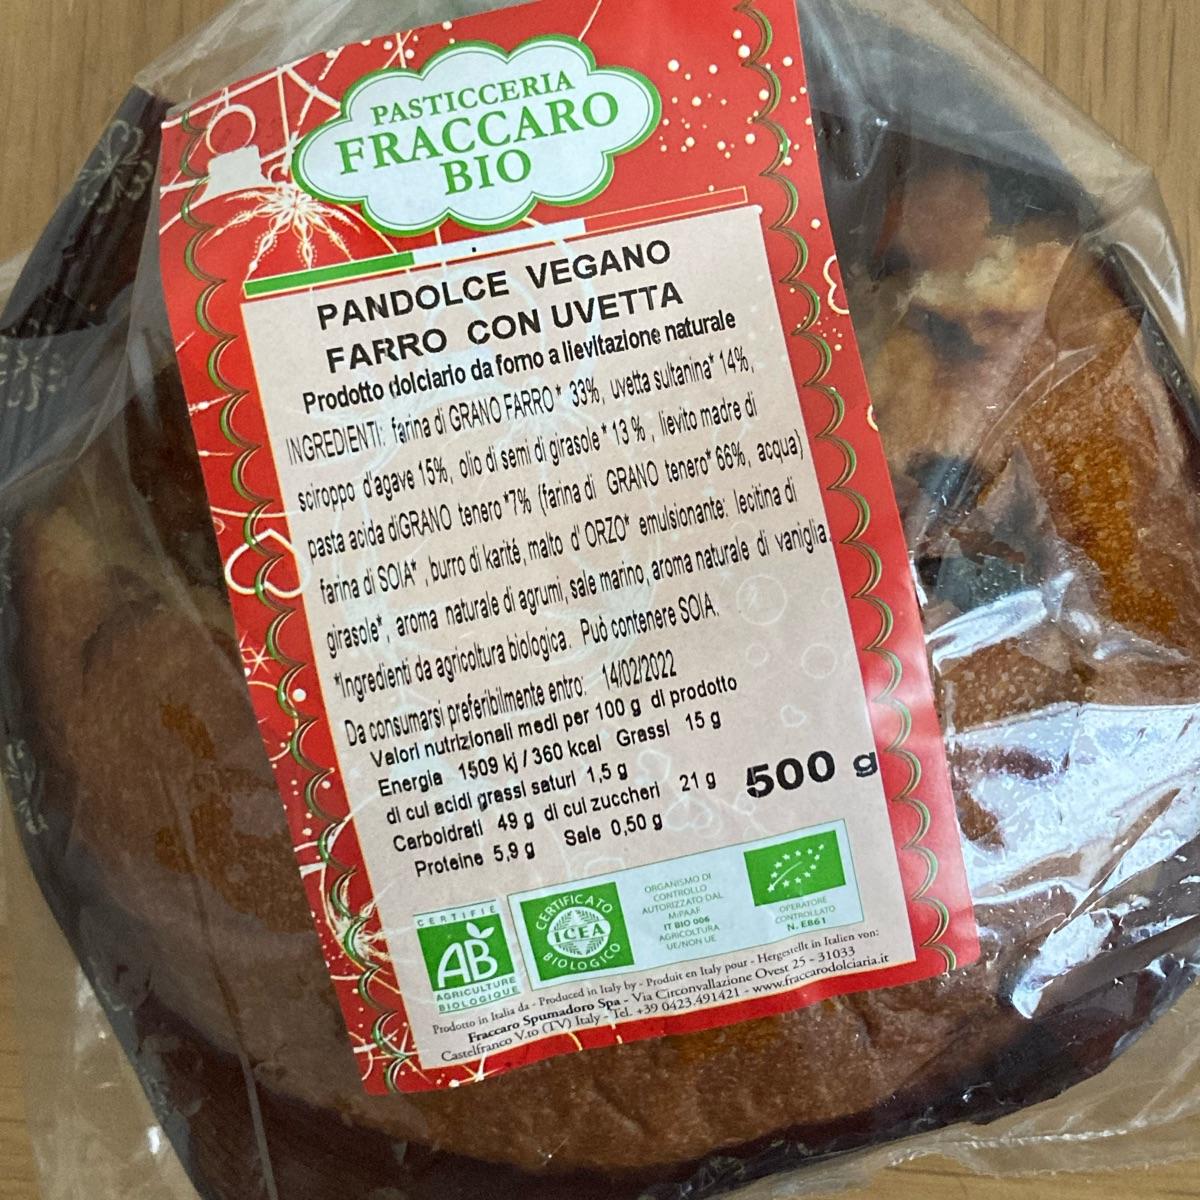 PASTICCERIA
FRACCARO
BIO
PANDOLCE VEGANO
FARRO CON UVETTA
Prodotto dolciario da forno a lievitazione naturale
INGREDIENTI: farina di GRANO FARRO* 33%, uvetta sultanina* 14%,
sciroppo d'agave 15%, olio di semi di girasole* 13 %, lievito madre di
pasta acida diGRANO tenero *7% (farina di GRANO tenero* 66%, acqua)
farina di SOIA* ,burro di karité, malto d' ORZO* emulsionante: lecitina di
girasole*, aroma naturale di agrumi, sale marino, aroma naturale di vaniglia.
*Ingredienti da agricoltura biologica. Può contenere SOIA.
Da consumarsi preferibilmente entro: 14/02/2022
Valori nutrizionali medi per 100 g di prodotto
Energia 1509 kj / 360 kcal Grassi 15 g
di cui acidi grassi saturi 1,5 g
Carboidrati 49 g di cui zuccheri 21 g
Proteine 5,9 g Sale 0,50 g
500 g
CERTIFIÉ
AB
AGRICULTURE
BIOLOGIQUE
CERTIFICATO
ICEA
BIOLOGICO
ORGANISMO DI
CONTROLLO
AUTORIZZATO DAL
MiPAAF
IT BIO 006
AGRICOLTURA
UE/NON UE
OPERATORE
CONTROLLATO
N. E861
Prodotto in Italia da - Produced in Italy by - Produit en Italy pour - Hergestellt in Italien von:
Fraccaro Spumadoro Spa - Via Circonvallazione Ovest 25 - 31033
Castelfranco V.to (TV) Italy - Tel. +39 0423.491421 - www.fraccarodolciaria.it